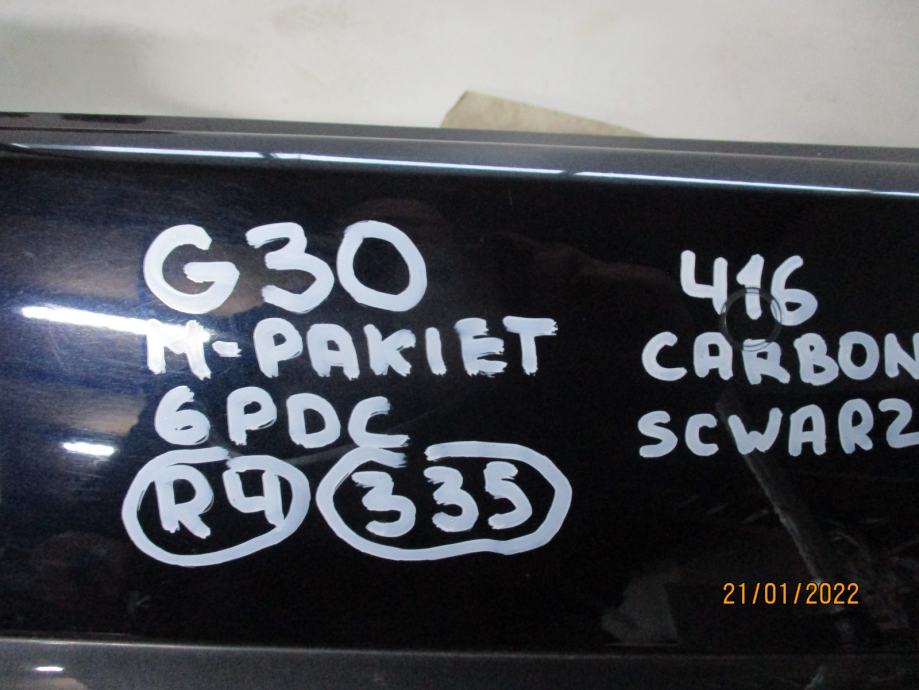 G30
M-PAKIET
6PDC
R4 335
416
CARBON
SCWARZ
21/01/2022